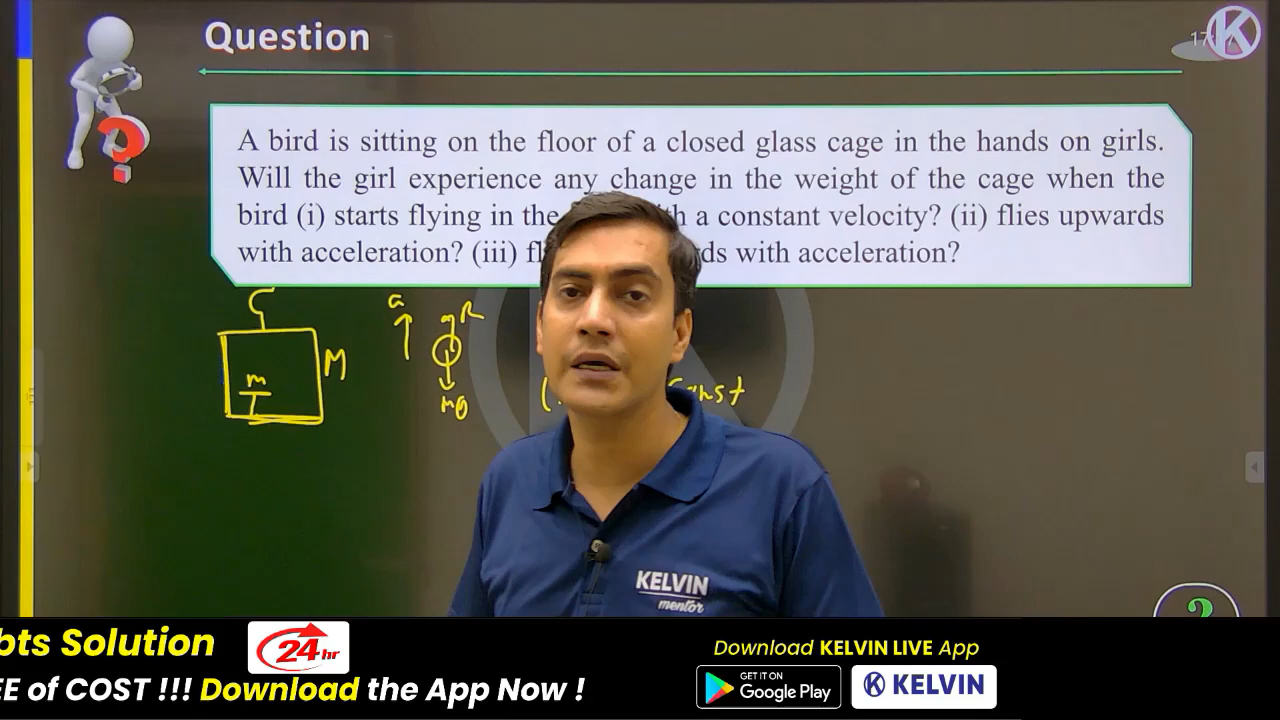 Question
17:
A bird is sitting on the floor of a closed glass cage in the hands on girls.
Will the girl experience any change in the weight of the cage when the
bird (i) starts flying in the with a constant velocity? (ii) flies upwards
with acceleration? (iii) with acceleration?
a
R
M
m
mg
const
KELVIN
mentor
bts Solution
24hr
Download KELVIN LIVE App
EE of COST !!! Download the App Now !
GET IT ON
Google Play
KELVIN